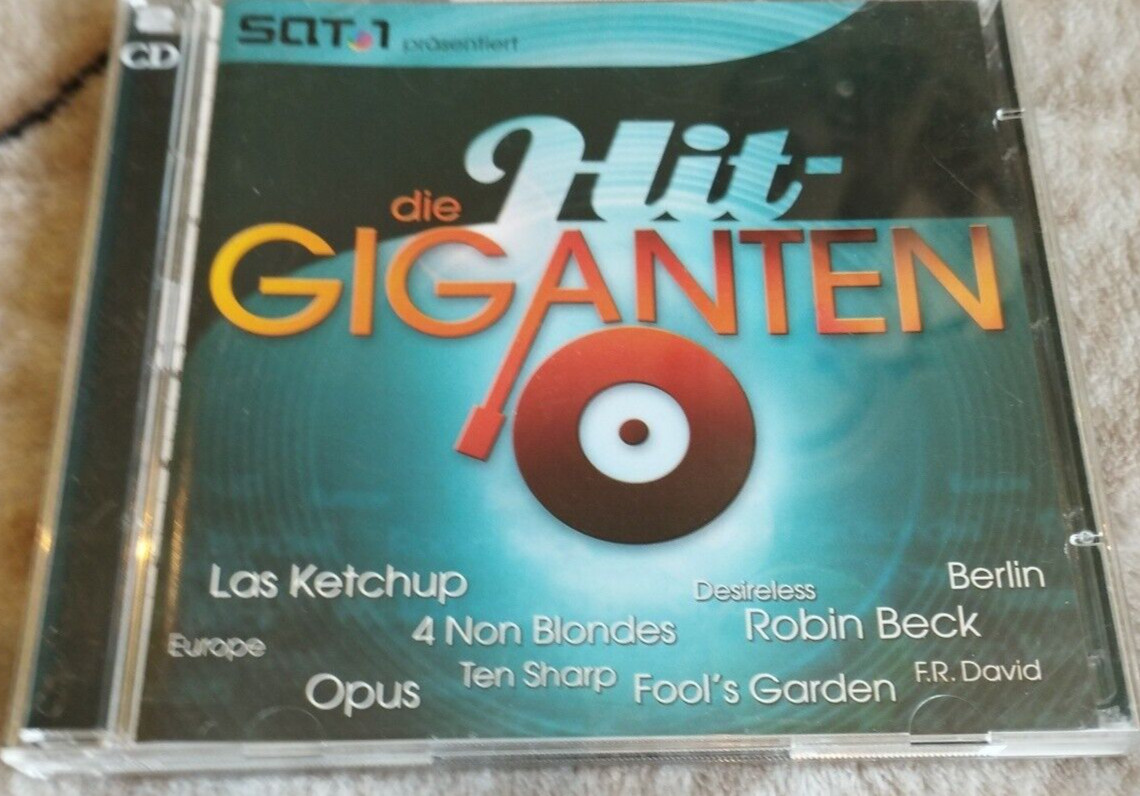 CD
SAT.1 präsentiert
die Hit-
GIGANTEN
Las Ketchup
Desireless
Berlin
Europe
4 Non Blondes
Robin Beck
Opus
Ten Sharp
Fool's Garden
F.R. David